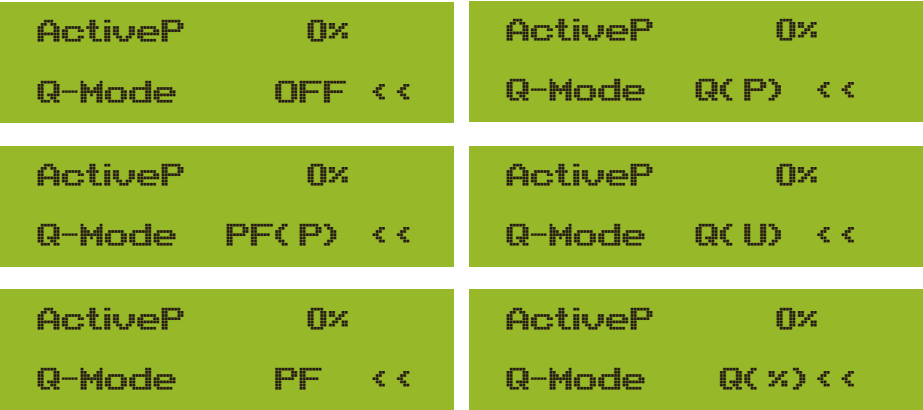 ActiveP 0%
Q-Mode OFF <<
ActiveP 0%
Q-Mode Q(P) <<
ActiveP 0%
Q-Mode PF(P) <<
ActiveP 0%
Q-Mode Q(U) <<
ActiveP 0%
Q-Mode PF <<
ActiveP 0%
Q-Mode Q(%)<<